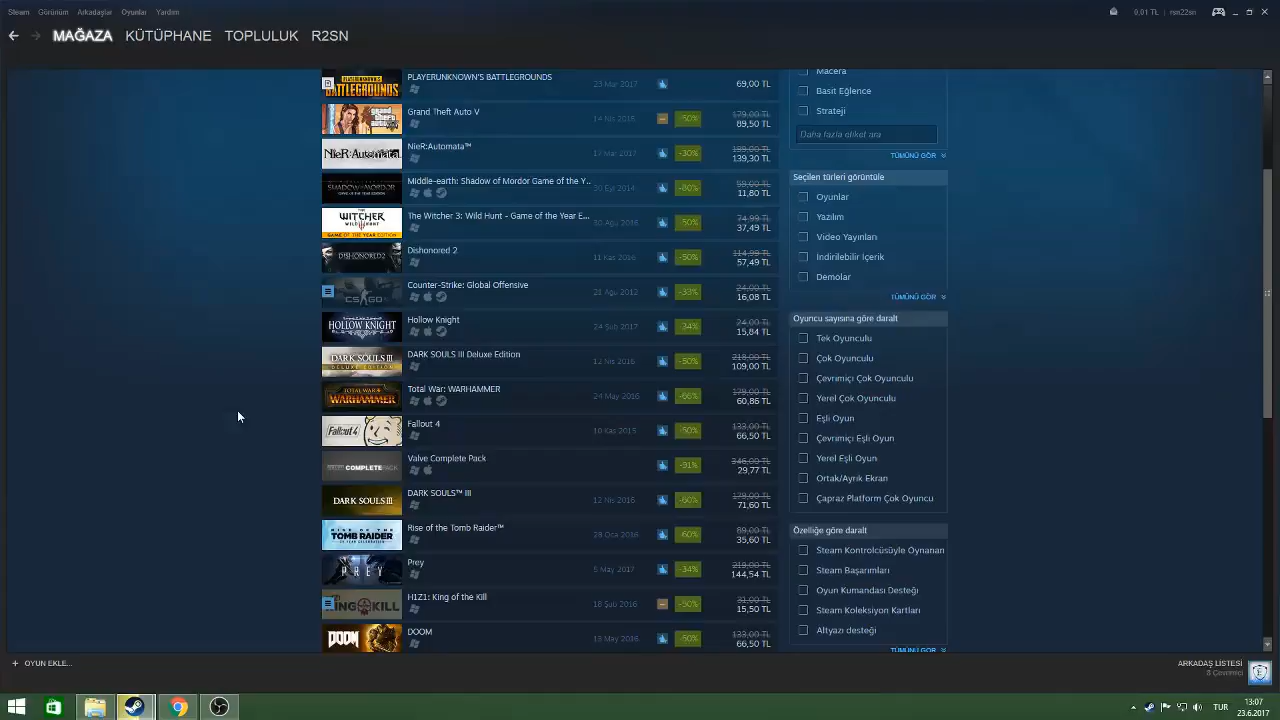 Steam Görünüm Arkadaşlar Oyunlar Yardım
0,01 TL rsn22sn
MAĞAZA KÜTÜPHANE TOPLULUK R2SN
PLAYERUNKNOWN'S BATTLEGROUNDS 23 Mar 2017 69,00 TL
Grand Theft Auto V 14 Nis 2015 -50% 179,00 TL 89,50 TL
NieR:Automata™ 17 Mar 2017 -30% 199,00 TL 139,30 TL
Middle-earth: Shadow of Mordor Game of the Y... 30 Eyl 2014 -80% 59,00 TL 11,80 TL
The Witcher 3: Wild Hunt - Game of the Year E... 30 Ağu 2016 -50% 74,99 TL 37,49 TL
Dishonored 2 11 Kas 2016 -50% 114,99 TL 57,49 TL
Counter-Strike: Global Offensive 21 Ağu 2012 -33% 24,00 TL 16,08 TL
Hollow Knight 24 Şub 2017 -34% 24,00 TL 15,84 TL
DARK SOULS III Deluxe Edition 12 Nis 2016 -50% 218,00 TL 109,00 TL
Total War: WARHAMMER 24 May 2016 -66% 179,00 TL 60,86 TL
Fallout 4 10 Kas 2015 -50% 133,00 TL 66,50 TL
Valve Complete Pack -91% 346,00 TL 29,77 TL
DARK SOULS™ III 12 Nis 2016 -60% 179,00 TL 71,60 TL
Rise of the Tomb Raider™ 28 Oca 2016 -60% 89,00 TL 35,60 TL
Prey 5 May 2017 -34% 219,00 TL 144,54 TL
H1Z1: King of the Kill 18 Şub 2016 -50% 31,00 TL 15,50 TL
DOOM 13 May 2016 -50% 133,00 TL 66,50 TL
Macera
Basit Eğlence
Strateji
Daha fazla etiket ara
TÜMÜNÜ GÖR
Seçilen türleri görüntüle
Oyunlar
Yazılım
Video Yayınları
İndirilebilir İçerik
Demolar
TÜMÜNÜ GÖR
Oyuncu sayısına göre daralt
Tek Oyunculu
Çok Oyunculu
Çevrimiçi Çok Oyunculu
Yerel Çok Oyunculu
Eşli Oyun
Çevrimiçi Eşli Oyun
Yerel Eşli Oyun
Ortak/Ayrık Ekran
Çapraz Platform Çok Oyuncu
Özelliğe göre daralt
Steam Kontrolcüsüyle Oynanan
Steam Başarımları
Oyun Kumandası Desteği
Steam Koleksiyon Kartları
Altyazı desteği
TÜMÜNÜ GÖR
+ OYUN EKLE...
ARKADAŞ LİSTESİ
8 Çevrimiçi
TUR
13:07
23.6.2017